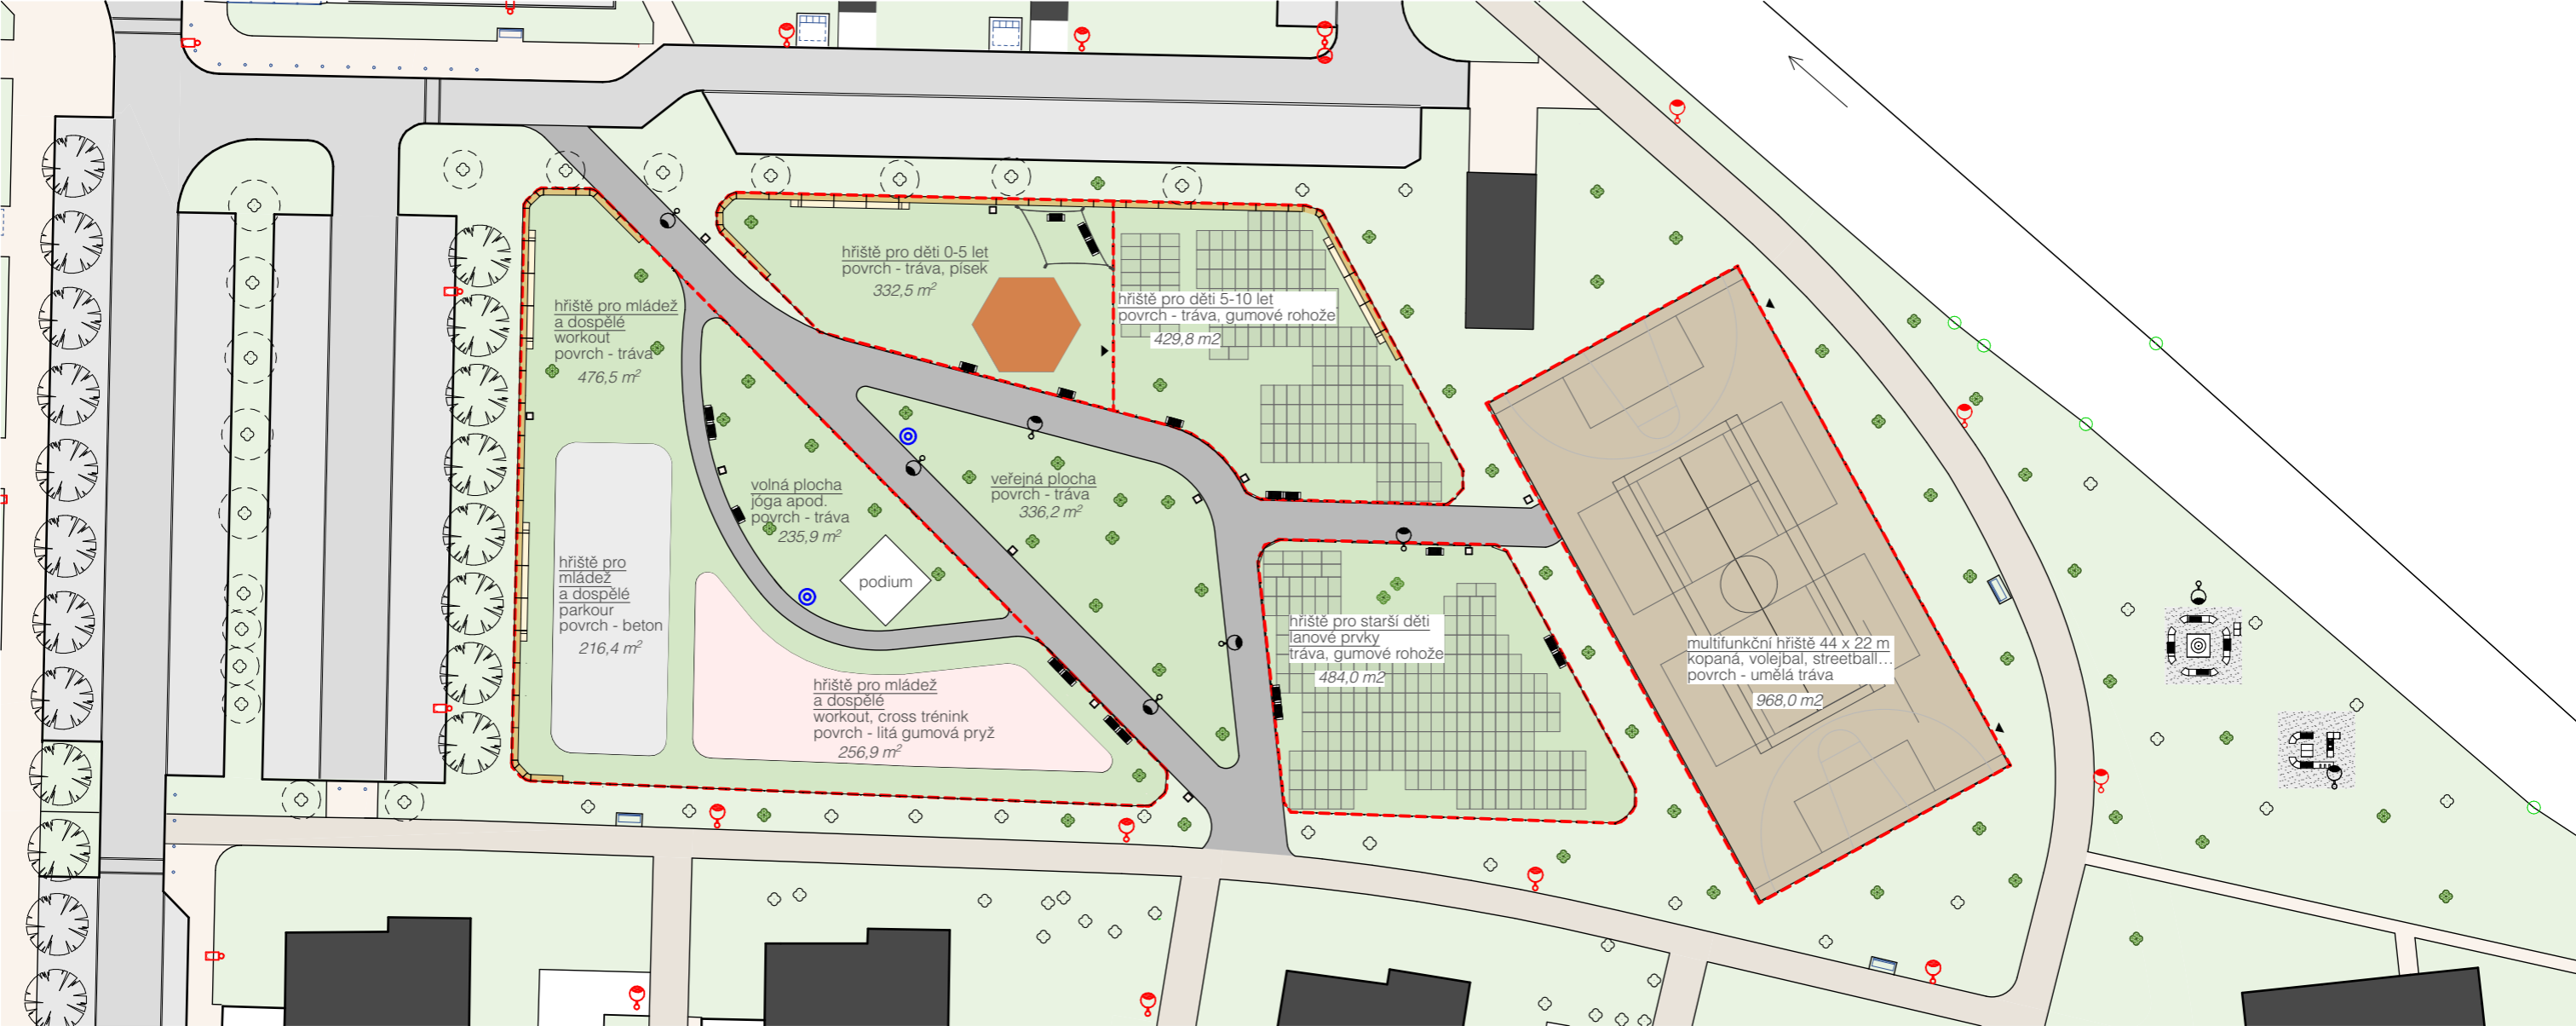 hřiště pro děti 0-5 let
povrch - tráva, písek
332,5 m²
hřiště pro děti 5-10 let
povrch - tráva, gumové rohože
429,8 m2
hřiště pro mládež
a dospělé
workout
povrch - tráva
476,5 m²
volná plocha
jóga apod.
povrch - tráva
235,9 m²
veřejná plocha
povrch - tráva
336,2 m²
podium
hřiště pro
mládež
a dospělé
parkour
povrch - beton
216,4 m²
hřiště pro mládež
a dospělé
workout, cross trénink
povrch - litá gumová pryž
256,9 m²
hřiště pro starší děti
lanové prvky
tráva, gumové rohože
484,0 m2
multifunkční hřiště 44 x 22 m
kopaná, volejbal, streetball...
povrch - umělá tráva
968,0 m2